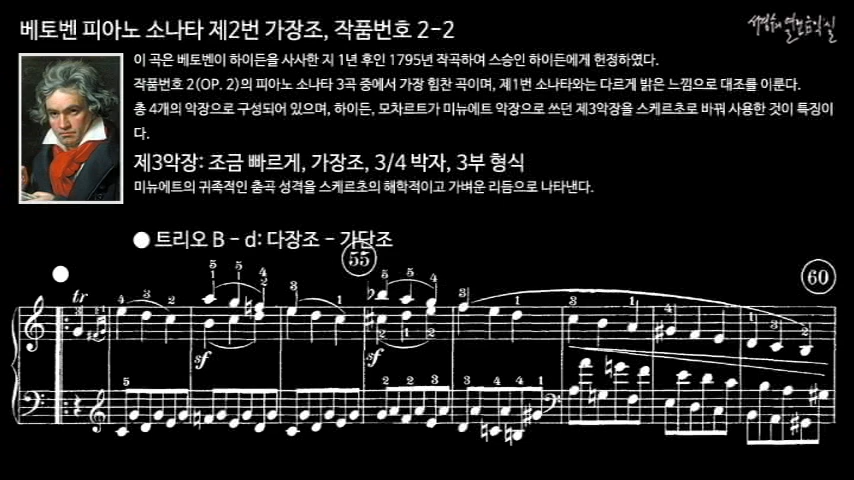 베토벤 피아노 소나타 제2번 가장조, 작품번호 2-2
이 곡은 베토벤이 하이든을 사사한 지 1년 후인 1795년 작곡하여 스승인 하이든에게 헌정하였다.
작품번호 2(OP. 2)의 피아노 소나타 3곡 중에서 가장 힘찬 곡이며, 제1번 소나타와는 다르게 밝은 느낌으로 대조를 이룬다.
총 4개의 악장으로 구성되어 있으며, 하이든, 모차르트가 미뉴에트 악장으로 쓰던 제3악장을 스케르초로 바꿔 사용한 것이 특징이
다.
제3악장: 조금 빠르게, 가장조, 3/4 박자, 3부 형식
미뉴에트의 귀족적인 춤곡 성격을 스케르초의 해학적이고 가벼운 리듬으로 나타낸다.
● 트리오 B - d: 다장조 - 가단조
55
60
tr
sf
sf